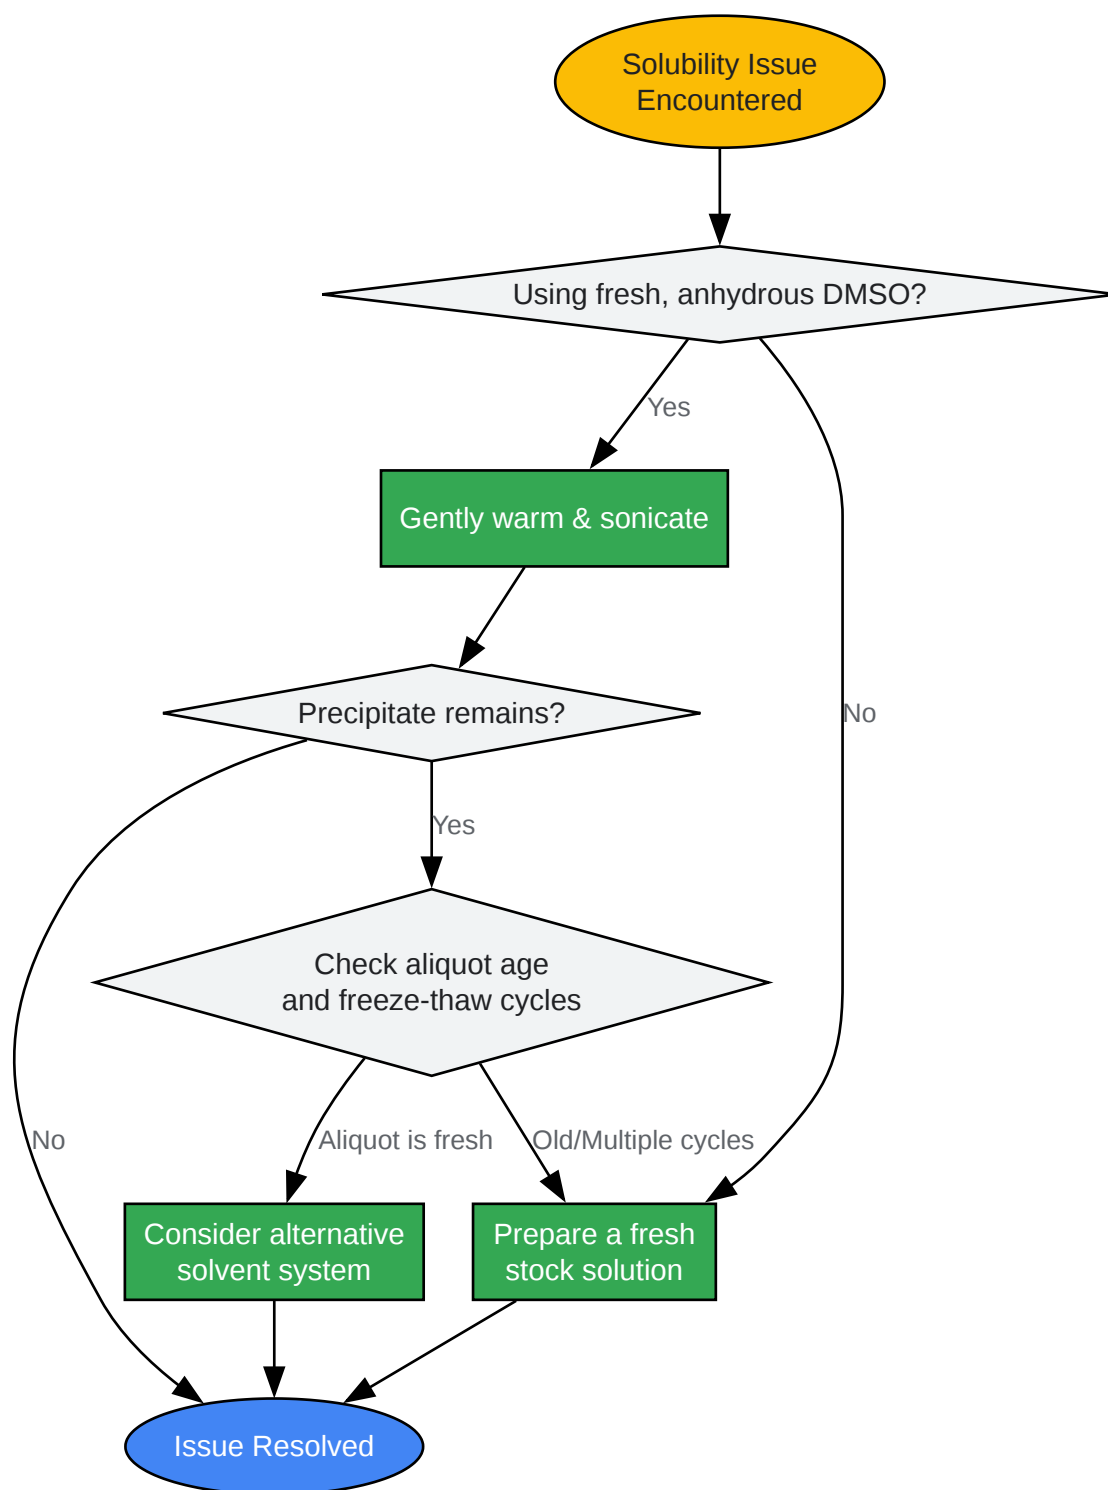 Solubility Issue
Encountered
Using fresh, anhydrous DMSO?
Yes
Gently warm & sonicate
Precipitate remains?
No
Yes
Check aliquot age
and freeze-thaw cycles
No
Aliquot is fresh
Old/Multiple cycles
Consider alternative
solvent system
Prepare a fresh
stock solution
Issue Resolved